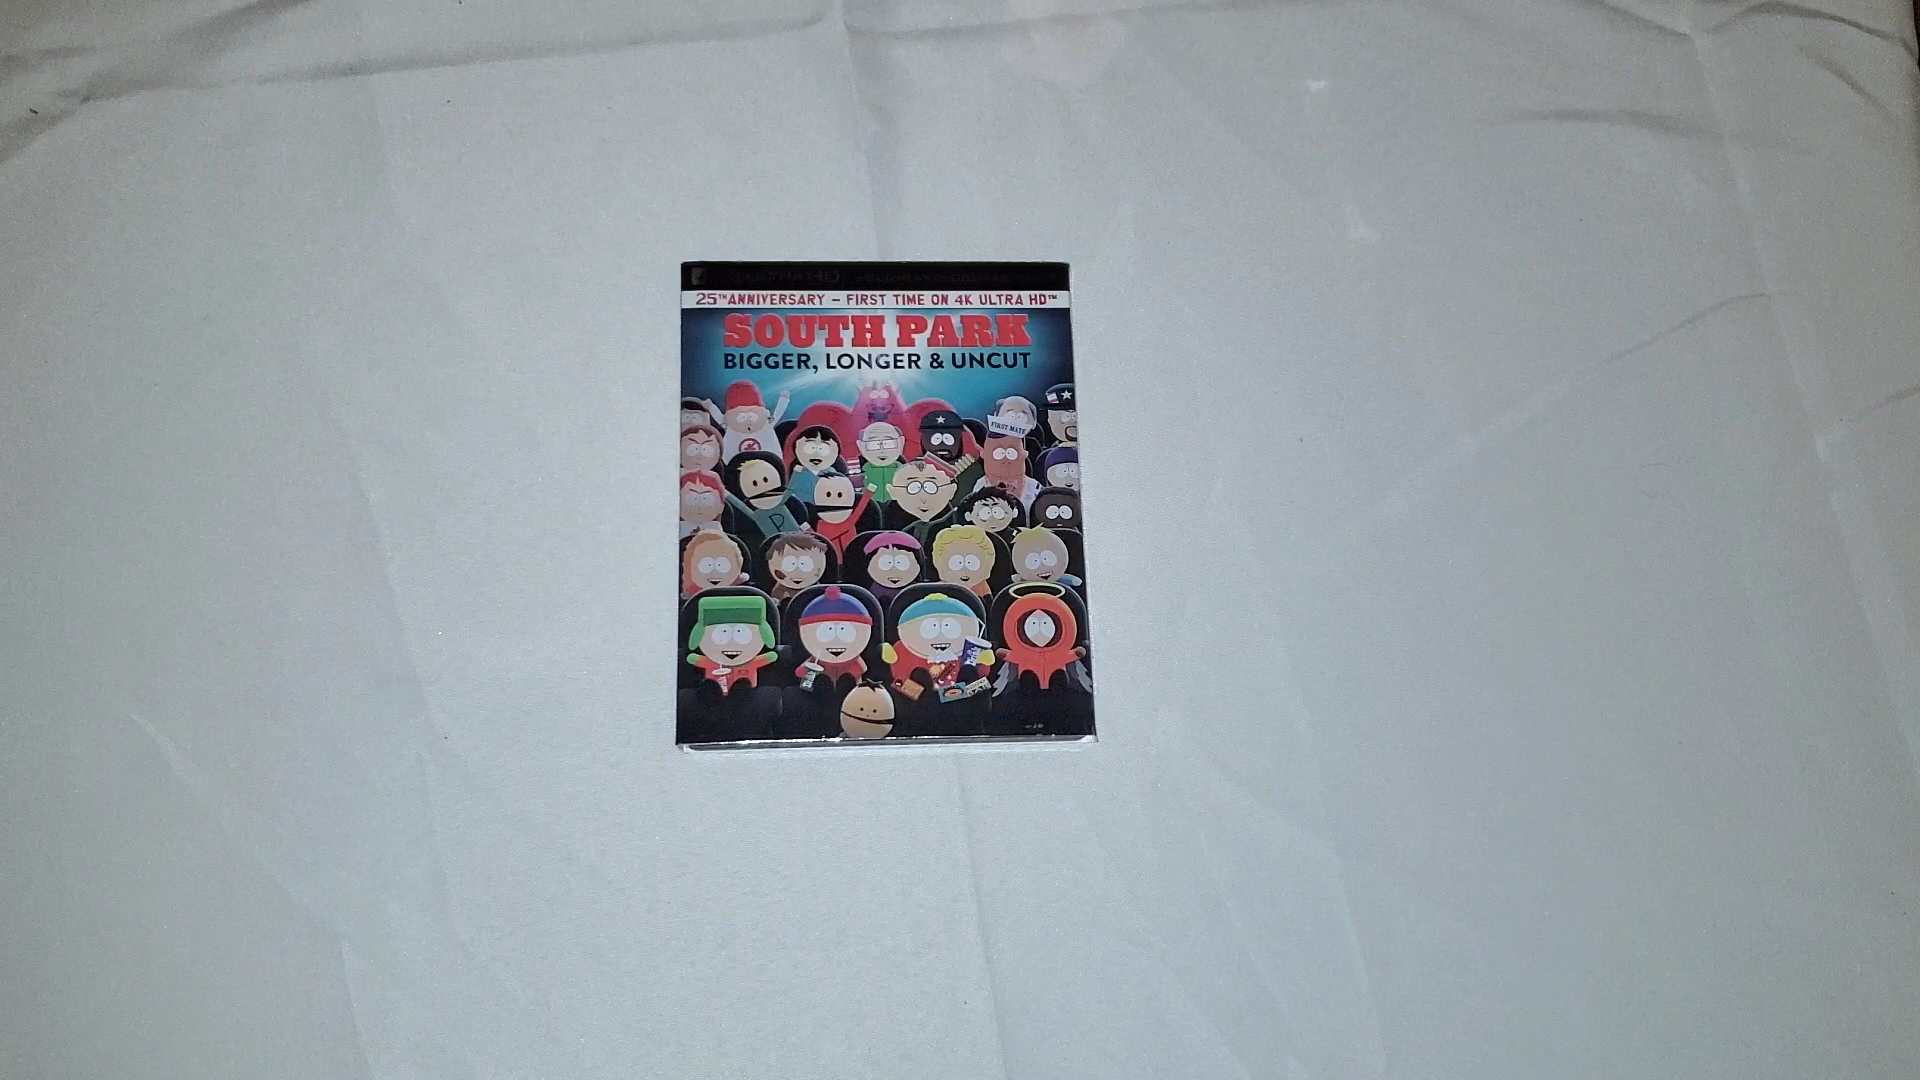 25TH ANNIVERSARY – FIRST TIME ON 4K ULTRA HD™
SOUTH PARK
BIGGER, LONGER & UNCUT
FIRST MATE
P
T